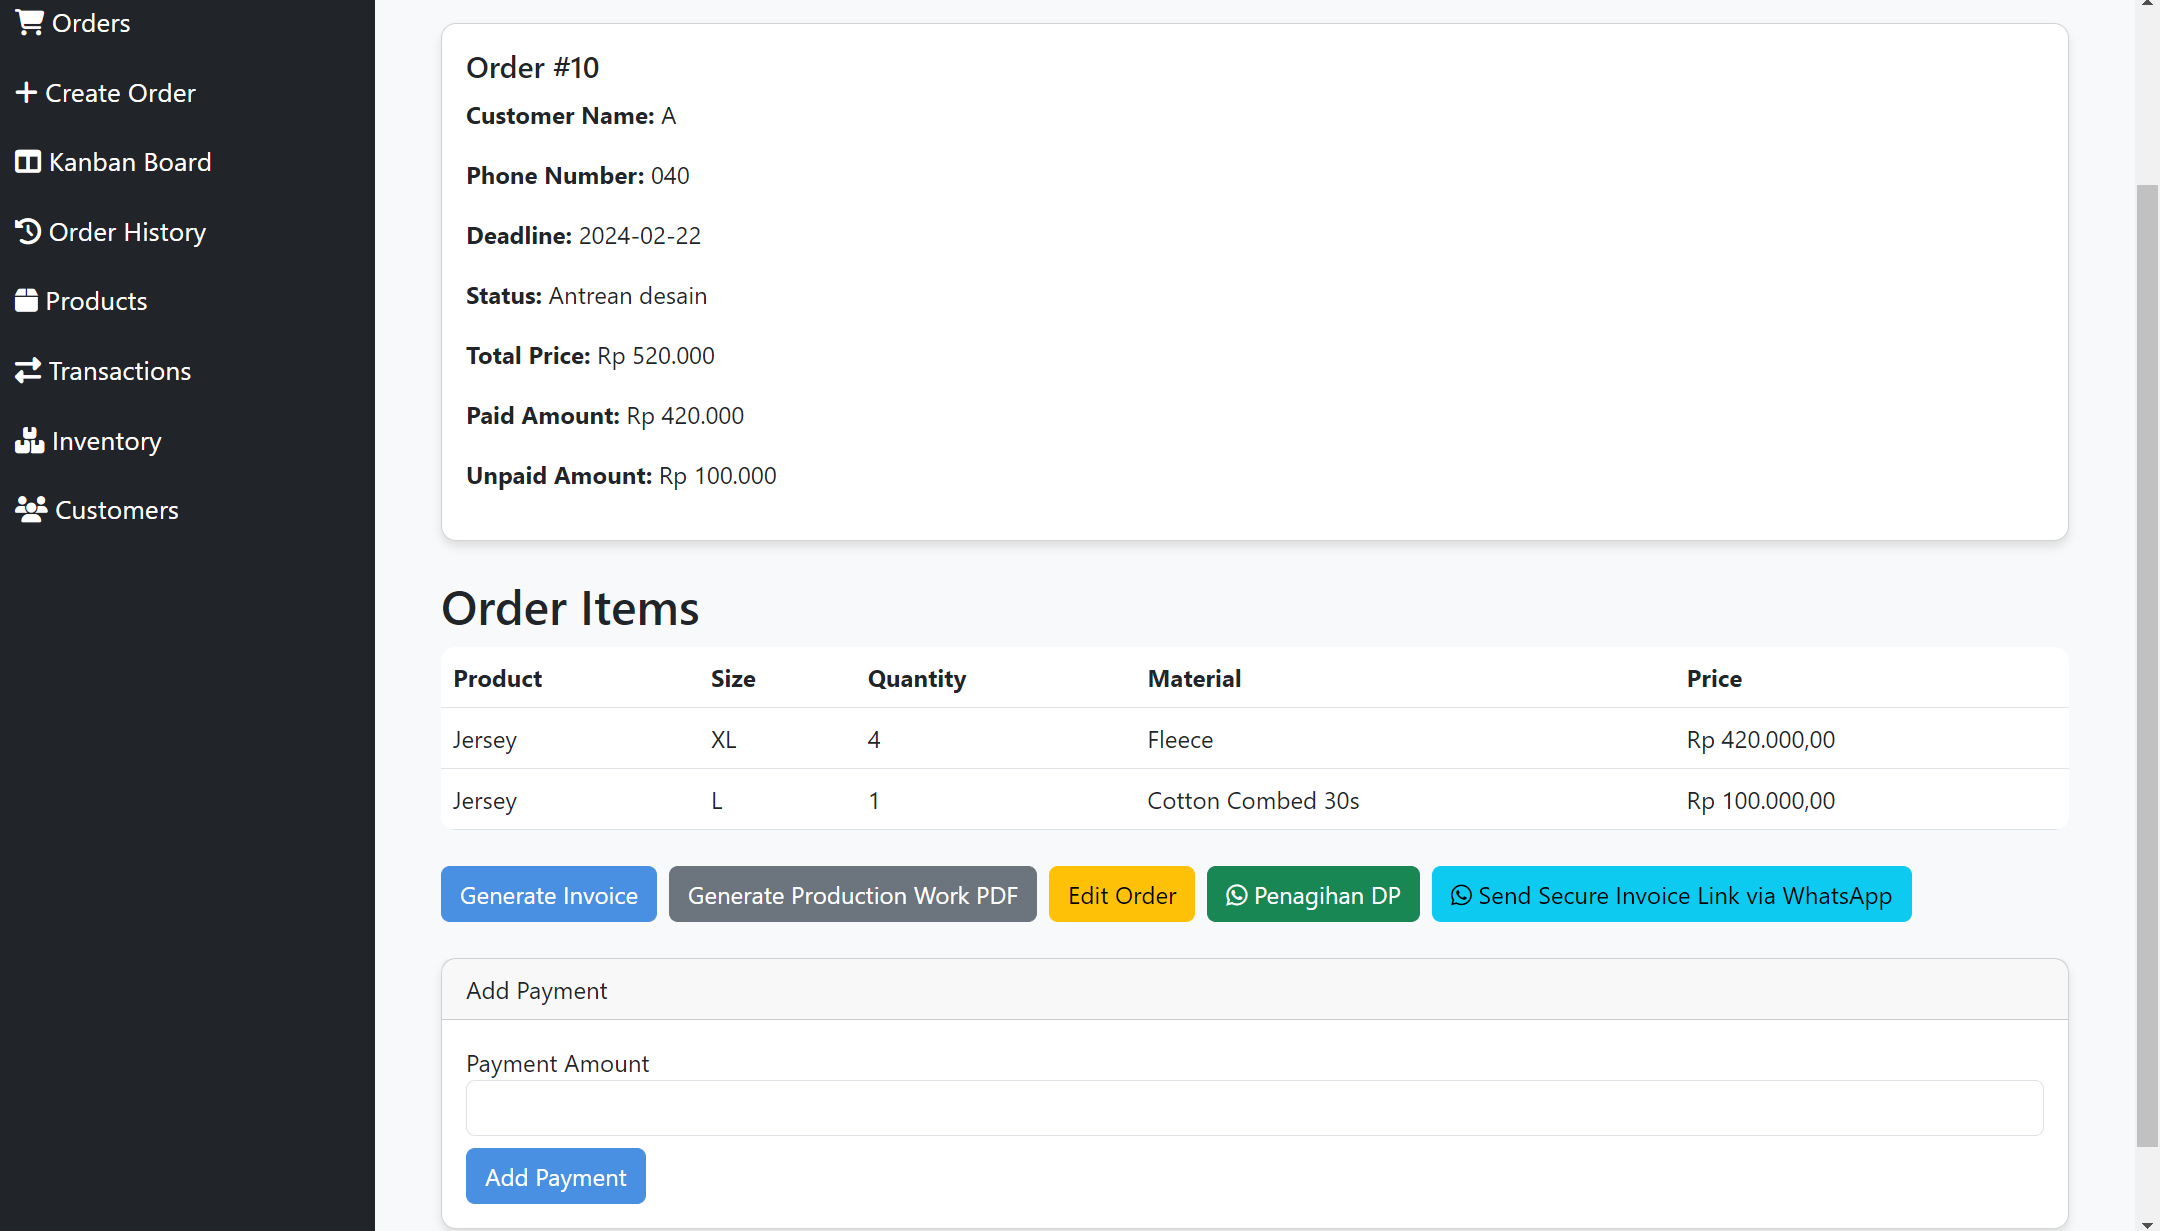 Orders
Create Order
Kanban Board
Order History
Products
Transactions
Inventory
Customers
Order #10
Customer Name: A
Phone Number: 040
Deadline: 2024-02-22
Status: Antrean desain
Total Price: Rp 520.000
Paid Amount: Rp 420.000
Unpaid Amount: Rp 100.000
Order Items
Product Size Quantity Material Price
Jersey XL 4 Fleece Rp 420.000,00
Jersey L 1 Cotton Combed 30s Rp 100.000,00
Generate Invoice Generate Production Work PDF Edit Order Penagihan DP Send Secure Invoice Link via WhatsApp
Add Payment
Payment Amount
Add Payment